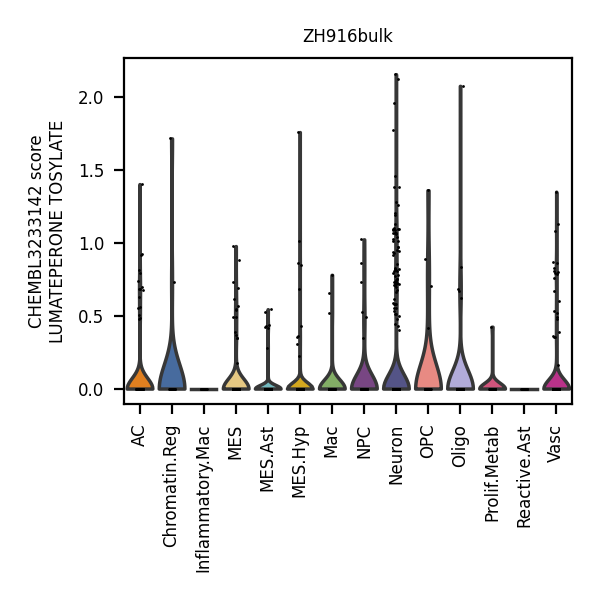 ZH916bulk
CHEMBL3233142 score
LUMATEPERONE TOSYLATE
2.0
1.5
1.0
0.5
0.0
AC
Chromatin.Reg
Inflammatory.Mac
MES
MES.Ast
MES.Hyp
Mac
NPC
Neuron
OPC
Oligo
Prolif.Metab
Reactive.Ast
Vasc